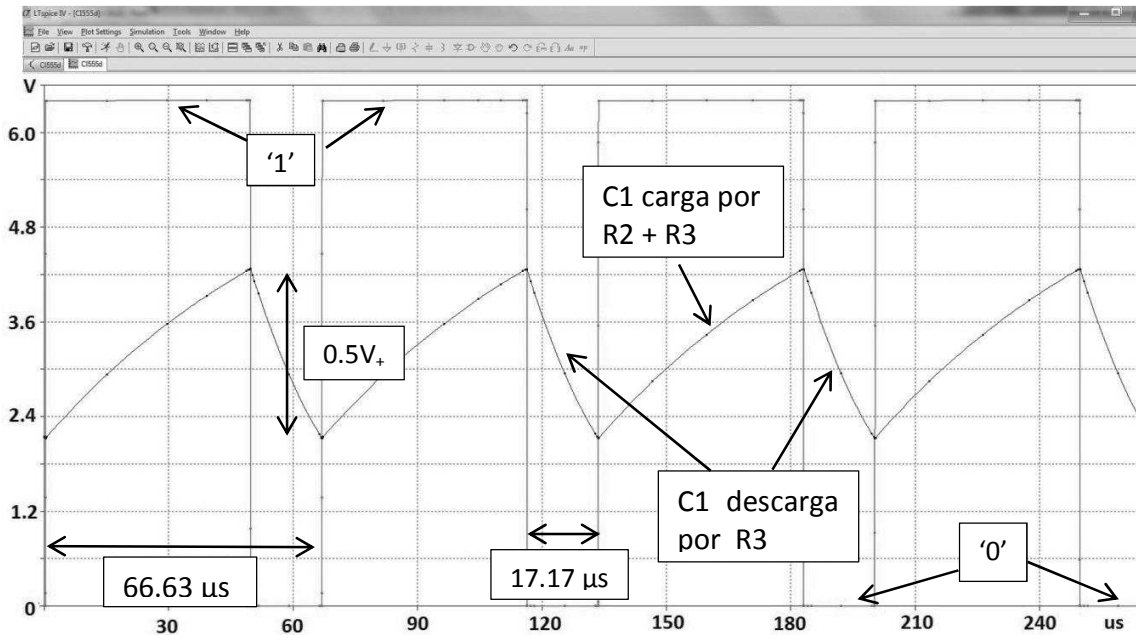 LTspice IV - [CI555d]
File View Plot Settings Simulation Tools Window Help
CI555d CI555d
V
6.0
4.8
3.6
2.4
1.2
0
'1'
C1 carga por
R2 + R3
0.5V₊
C1 descarga
por R3
'0'
66.63 us
17.17 µs
30 60 90 120 150 180 210 240 us